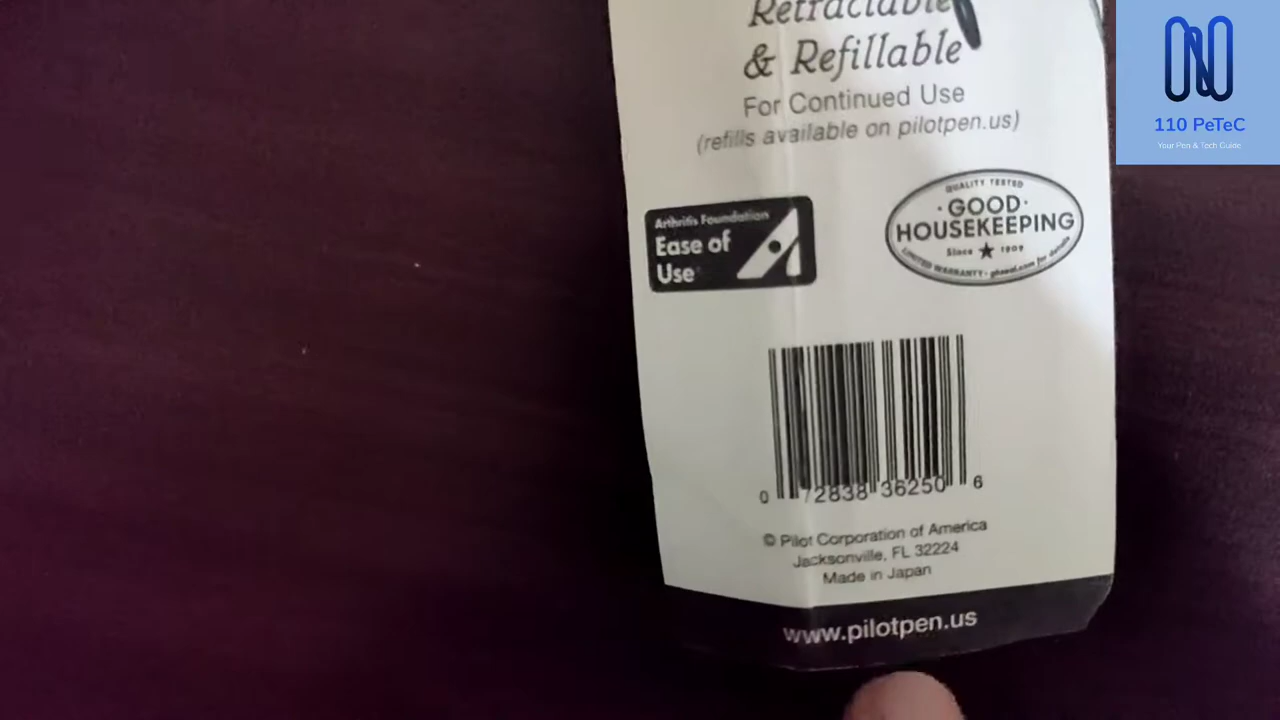 Retractable
& Refillable
For Continued Use
(refills available on pilotpen.us)
Arthritis Foundation
Ease of
Use
QUALITY TESTED
·GOOD·
HOUSEKEEPING
Since ★ 1909
LIMITED WARRANTY · ghseal.com for details
0 72838 36250 6
© Pilot Corporation of America
Jacksonville, FL 32224
Made in Japan
www.pilotpen.us
110 PeTeC
Your Pen & Tech Guide